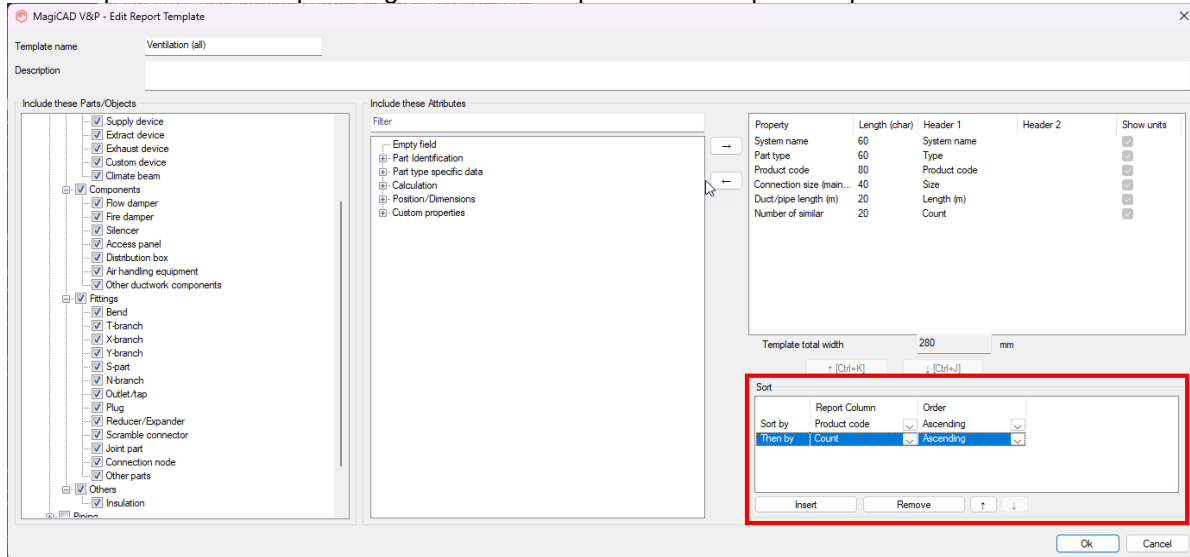 MagiCAD V&P - Edit Report Template
Template name Ventilation (all)
Description
Include these Parts/Objects
Supply device
Extract device
Exhaust device
Custom device
Climate beam
Components
Flow damper
Fire damper
Silencer
Access panel
Distribution box
Air handling equipment
Other ductwork components
Fittings
Bend
T-branch
X-branch
Y-branch
S-part
N-branch
Outlet/tap
Plug
Reducer/Expander
Scramble connector
Joint part
Connection node
Other parts
Others
Insulation
Piping
Include these Attributes
Filter
Empty field
Part Identification
Part type specific data
Calculation
Position/Dimensions
Custom properties
→
←
Property Length (char) Header 1 Header 2 Show units
System name 60 System name
Part type 60 Type
Product code 80 Product code
Connection size (main... 40 Size
Duct/pipe length (m) 20 Length (m)
Number of similar 20 Count
Template total width 280 mm
↑ [Ctrl+K] ↓ [Ctrl+J]
Sort
Report Column Order
Sort by Product code Ascending
Then by Count Ascending
Insert Remove ↑ ↓
Ok Cancel